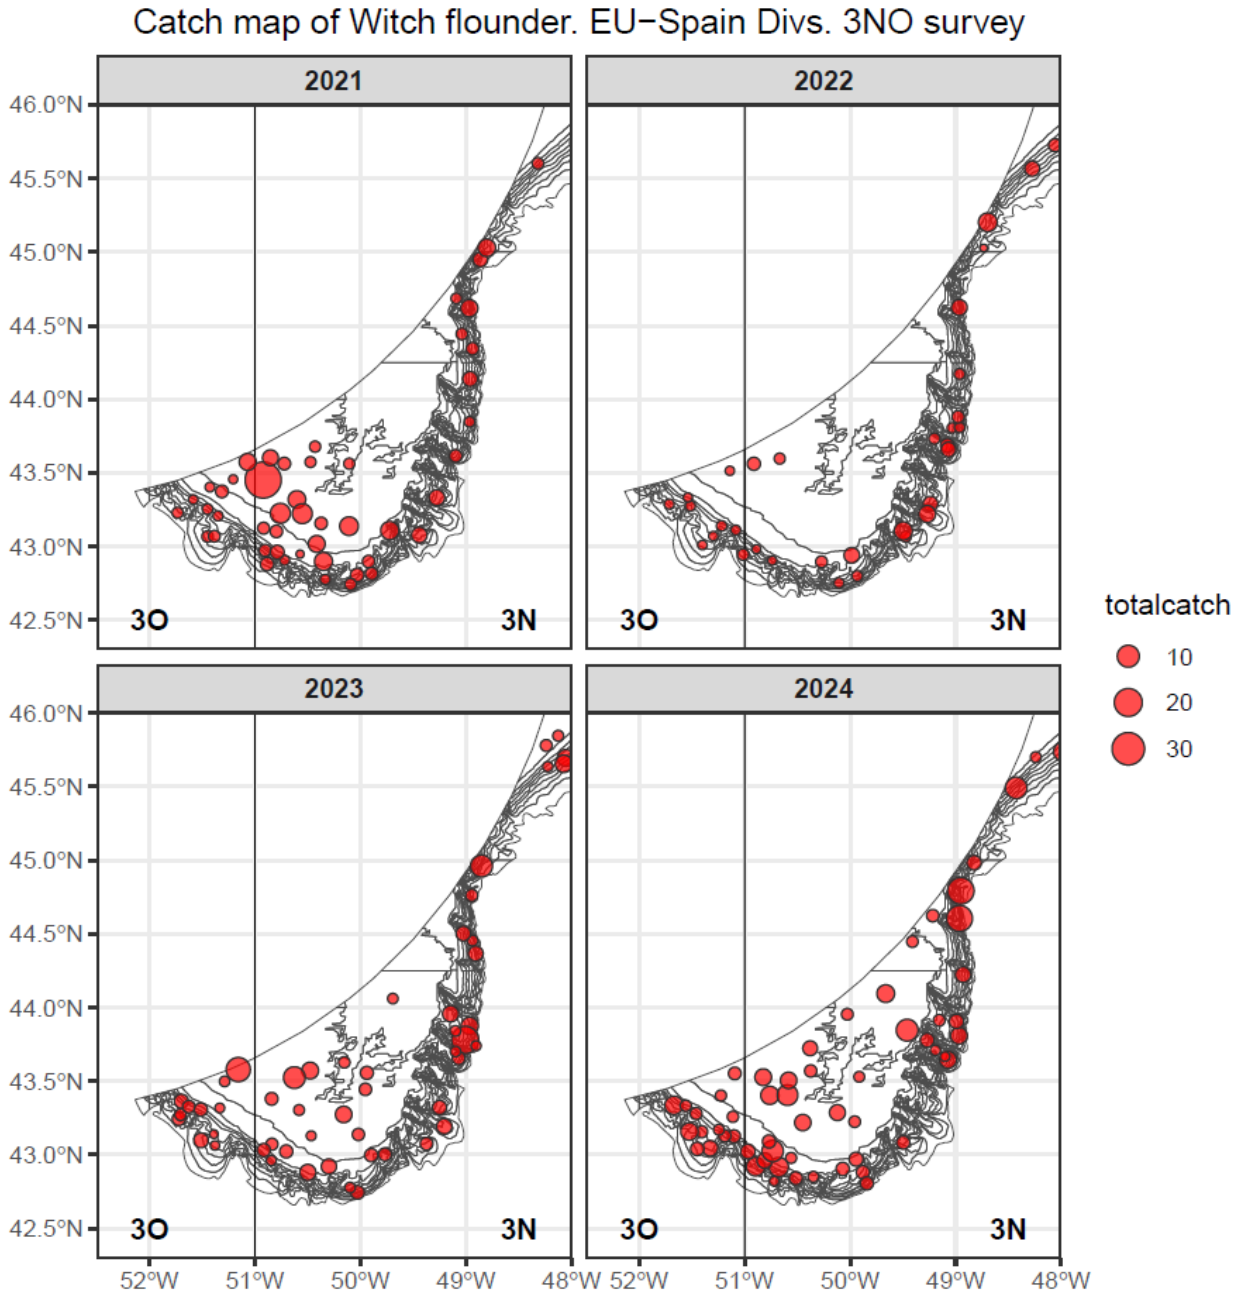 Catch map of Witch flounder. EU−Spain Divs. 3NO survey
2021
2022
46.0°N
45.5°N
45.0°N
44.5°N
44.0°N
43.5°N
43.0°N
42.5°N
3O
3N
3O
3N
totalcatch
10
20
30
2023
2024
46.0°N
45.5°N
45.0°N
44.5°N
44.0°N
43.5°N
43.0°N
42.5°N
3O
3N
3O
3N
52°W 51°W 50°W 49°W 48°W 52°W 51°W 50°W 49°W 48°W